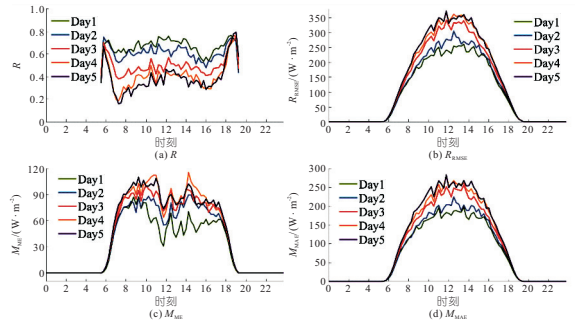 1.0
0.8
0.6
0.4
0.2
0
R
Day1
Day2
Day3
Day4
Day5
0 2 4 6 8 10 12 14 16 18 20 22
时刻
(a) R
350
300
250
200
150
100
50
0
R_RMSE/(W·m⁻²)
Day1
Day2
Day3
Day4
Day5
0 2 4 6 8 10 12 14 16 18 20 22
时刻
(b) R_RMSE
120
90
60
30
0
M_ME/(W·m⁻²)
Day1
Day2
Day3
Day4
Day5
0 2 4 6 8 10 12 14 16 18 20 22
时刻
(c) M_ME
300
250
200
150
100
50
0
M_MAE/(W·m⁻²)
Day1
Day2
Day3
Day4
Day5
0 2 4 6 8 10 12 14 16 18 20 22
时刻
(d) M_MAE